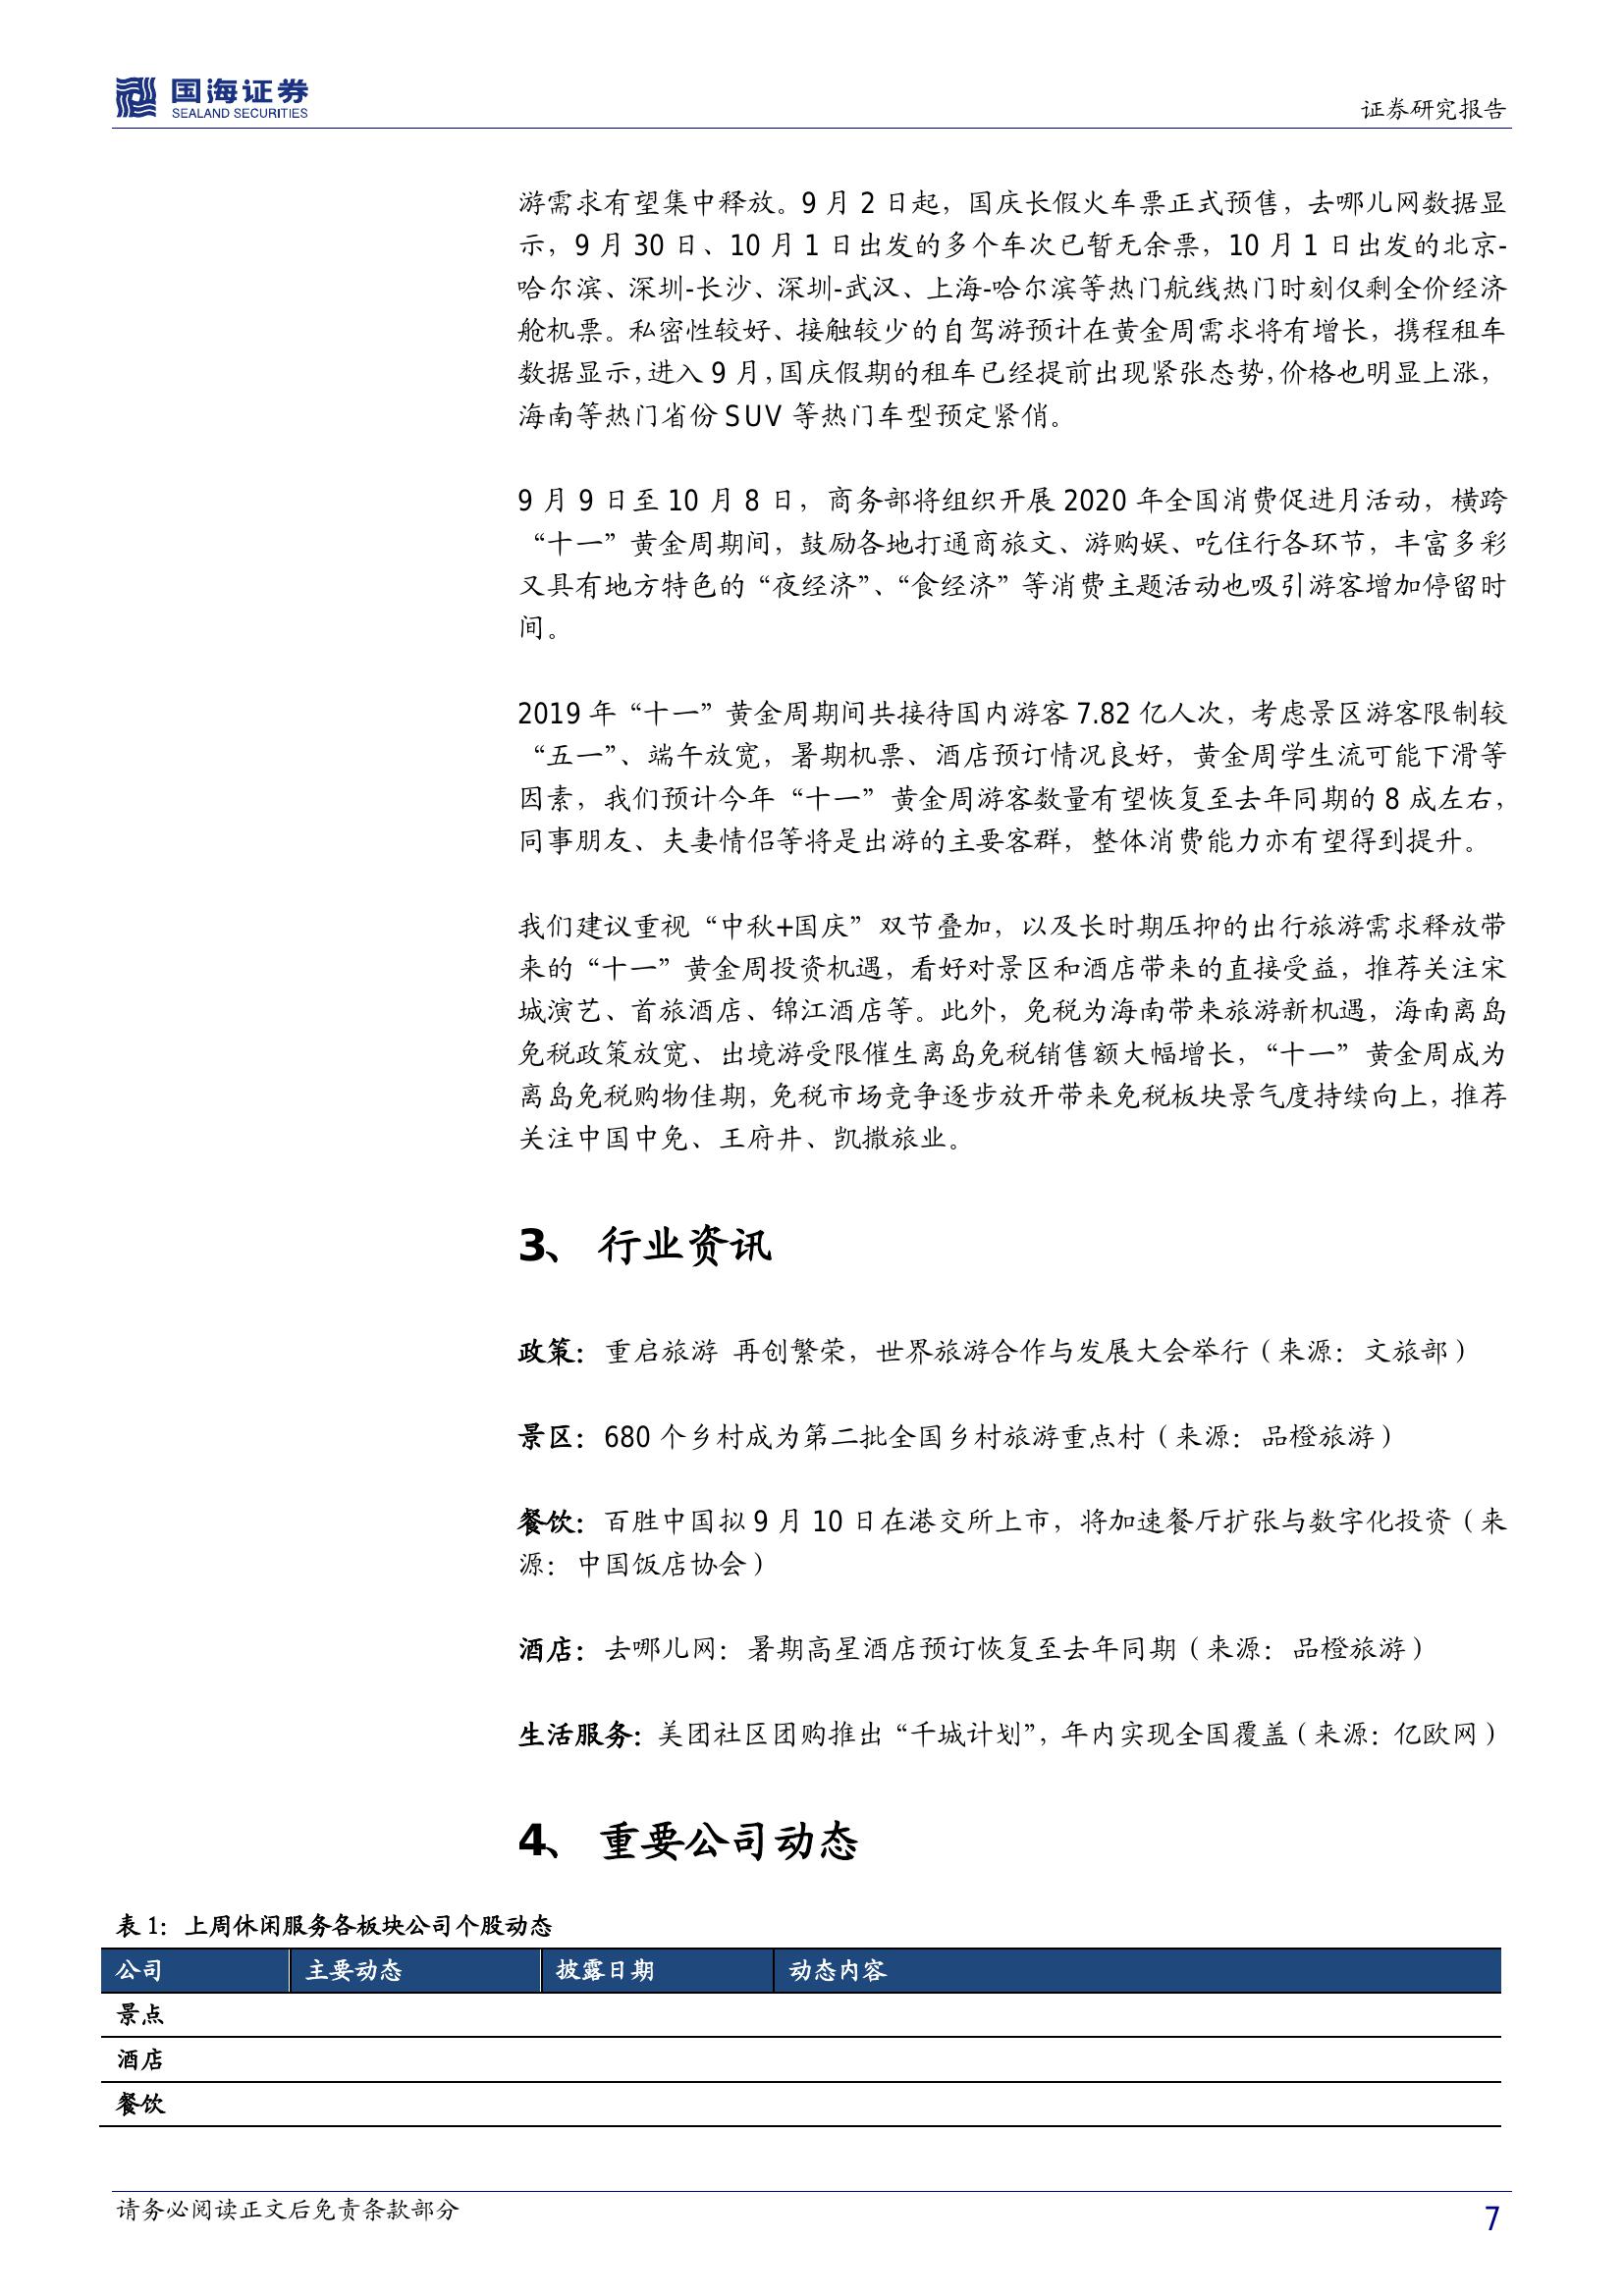 国海证券
SEALAND SECURITIES
证券研究报告
游需求有望集中释放。9 月 2 日起，国庆长假火车票正式预售，去哪儿网数据显
示，9 月 30 日、10 月 1 日出发的多个车次已暂无余票，10 月 1 日出发的北京-
哈尔滨、深圳-长沙、深圳-武汉、上海-哈尔滨等热门航线热门时刻仅剩全价经济
舱机票。私密性较好、接触较少的自驾游预计在黄金周需求将有增长，携程租车
数据显示，进入 9 月，国庆假期的租车已经提前出现紧张态势，价格也明显上涨，
海南等热门省份 SUV 等热门车型预定紧俏。
9 月 9 日至 10 月 8 日，商务部将组织开展 2020 年全国消费促进月活动，横跨
“十一”黄金周期间，鼓励各地打通商旅文、游购娱、吃住行各环节，丰富多彩
又具有地方特色的“夜经济”、“食经济”等消费主题活动也吸引游客增加停留时
间。
2019 年“十一”黄金周期间共接待国内游客 7.82 亿人次，考虑景区游客限制较
“五一”、端午放宽，暑期机票、酒店预订情况良好，黄金周学生流可能下滑等
因素，我们预计今年“十一”黄金周游客数量有望恢复至去年同期的 8 成左右，
同事朋友、夫妻情侣等将是出游的主要客群，整体消费能力亦有望得到提升。
我们建议重视“中秋+国庆”双节叠加，以及长时期压抑的出行旅游需求释放带
来的“十一”黄金周投资机遇，看好对景区和酒店带来的直接受益，推荐关注宋
城演艺、首旅酒店、锦江酒店等。此外，免税为海南带来旅游新机遇，海南离岛
免税政策放宽、出境游受限催生离岛免税销售额大幅增长，“十一”黄金周成为
离岛免税购物佳期，免税市场竞争逐步放开带来免税板块景气度持续向上，推荐
关注中国中免、王府井、凯撒旅业。
3、 行业资讯
政策：重启旅游 再创繁荣，世界旅游合作与发展大会举行（来源：文旅部）
景区：680 个乡村成为第二批全国乡村旅游重点村（来源：品橙旅游）
餐饮：百胜中国拟 9 月 10 日在港交所上市，将加速餐厅扩张与数字化投资（来
源：中国饭店协会）
酒店：去哪儿网：暑期高星酒店预订恢复至去年同期（来源：品橙旅游）
生活服务：美团社区团购推出“千城计划”，年内实现全国覆盖（来源：亿欧网）
4、 重要公司动态
表 1：上周休闲服务各板块公司个股动态
公司 主要动态 披露日期 动态内容
景点
酒店
餐饮
请务必阅读正文后免责条款部分
7